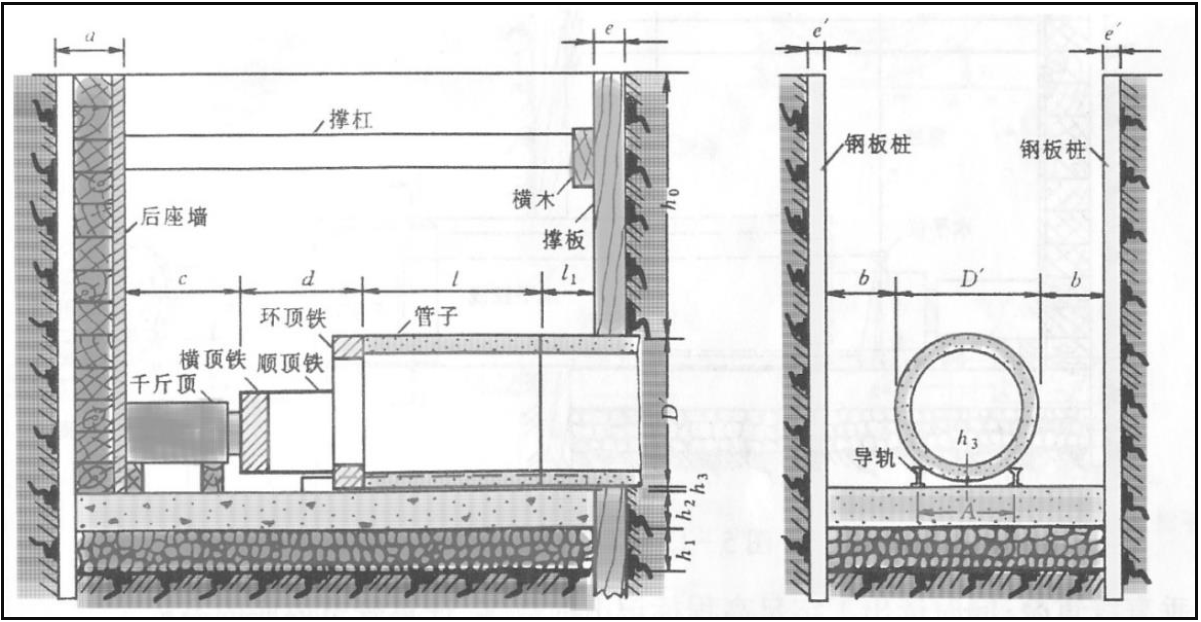 a
e
撑杠
横木
撑板
h₀
后座墙
c
d
l
l₁
环顶铁
管子
横顶铁
顺顶铁
千斤顶
D
h₃
h₂
h₁
e′
e′
钢板桩
钢板桩
b
D′
b
h₃
导轨
A